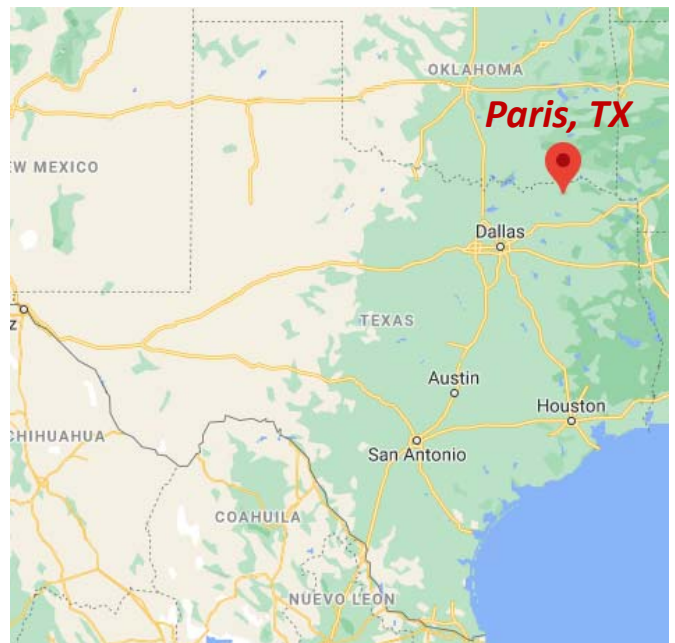 OKLAHOMA
Paris, TX
EW MEXICO
Dallas
TEXAS
z
Austin
Houston
CHIHUAHUA
San Antonio
COAHUILA
NUEVO LEON